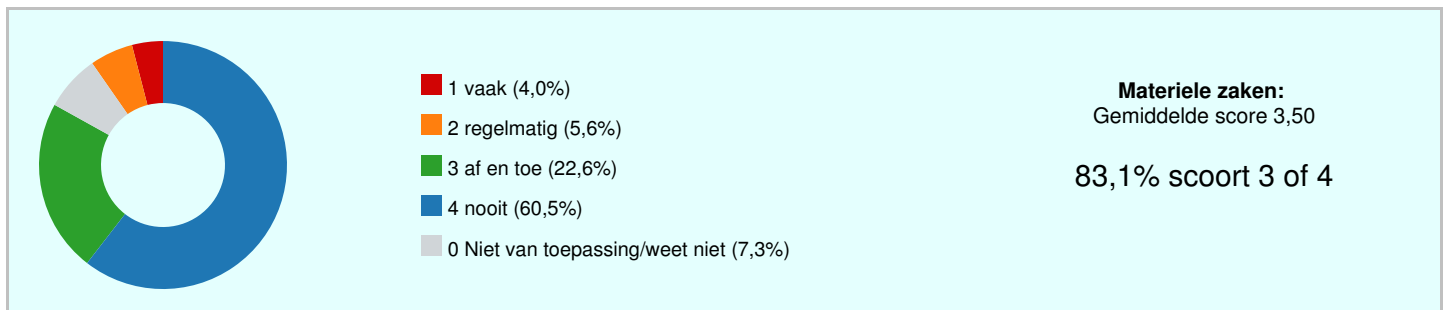 1 vaak (4,0%)
2 regelmatig (5,6%)
3 af en toe (22,6%)
4 nooit (60,5%)
0 Niet van toepassing/weet niet (7,3%)
Materiele zaken:
Gemiddelde score 3,50
83,1% scoort 3 of 4